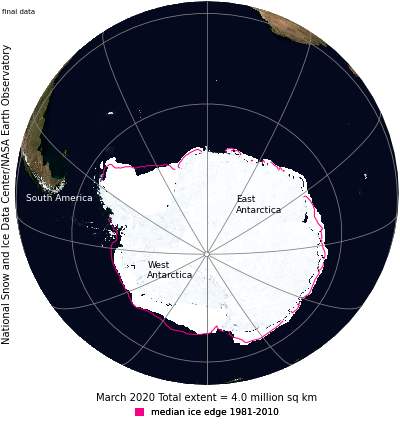 final data
National Snow and Ice Data Center/NASA Earth Observatory
South America
East
Antarctica
West
Antarctica
March 2020 Total extent = 4.0 million sq km
median ice edge 1981-2010